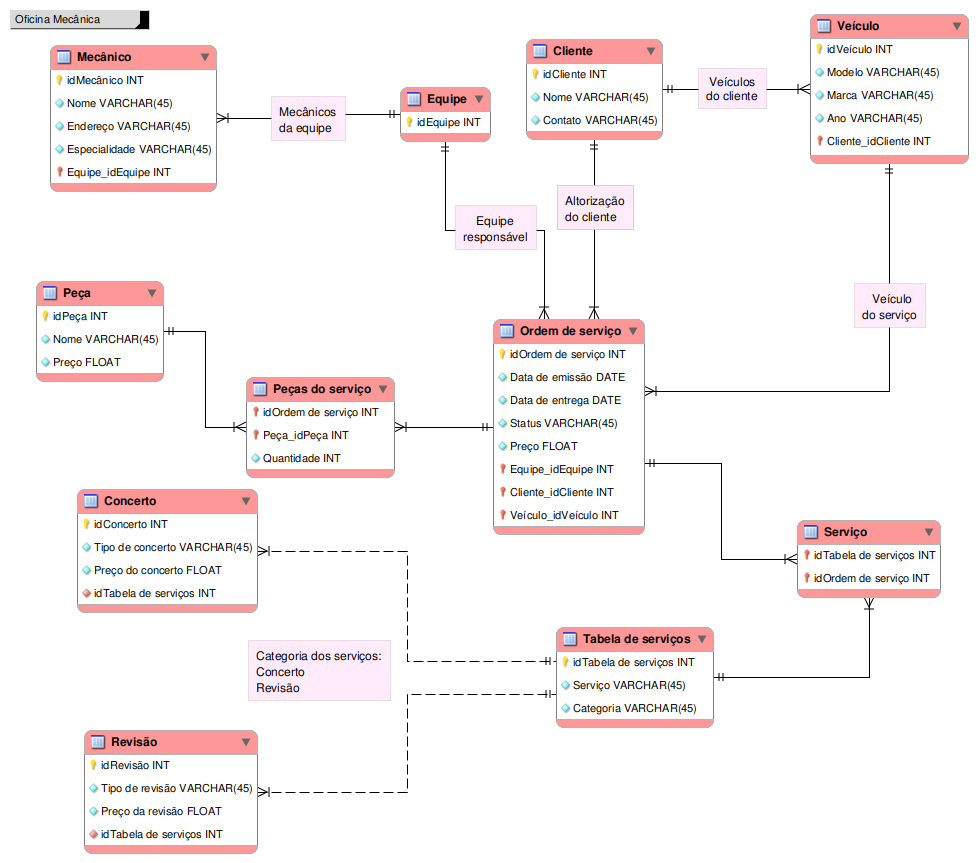 Oficina Mecânica
Mecânico
idMecânico INT
Nome VARCHAR(45)
Endereço VARCHAR(45)
Especialidade VARCHAR(45)
Equipe_idEquipe INT
Mecânicos
da equipe
Equipe
idEquipe INT
Cliente
idCliente INT
Nome VARCHAR(45)
Contato VARCHAR(45)
Veículos
do cliente
Veículo
idVeículo INT
Modelo VARCHAR(45)
Marca VARCHAR(45)
Ano VARCHAR(45)
Cliente_idCliente INT
Equipe
responsável
Altorização
do cliente
Veículo
do serviço
Peça
idPeça INT
Nome VARCHAR(45)
Preço FLOAT
Peças do serviço
idOrdem de serviço INT
Peça_idPeça INT
Quantidade INT
Ordem de serviço
idOrdem de serviço INT
Data de emissão DATE
Data de entrega DATE
Status VARCHAR(45)
Preço FLOAT
Equipe_idEquipe INT
Cliente_idCliente INT
Veículo_idVeículo INT
Concerto
idConcerto INT
Tipo de concerto VARCHAR(45)
Preço do concerto FLOAT
idTabela de serviços INT
Serviço
idTabela de serviços INT
idOrdem de serviço INT
Categoria dos serviços:
Concerto
Revisão
Tabela de serviços
idTabela de serviços INT
Serviço VARCHAR(45)
Categoria VARCHAR(45)
Revisão
idRevisão INT
Tipo de revisão VARCHAR(45)
Preço da revisão FLOAT
idTabela de serviços INT